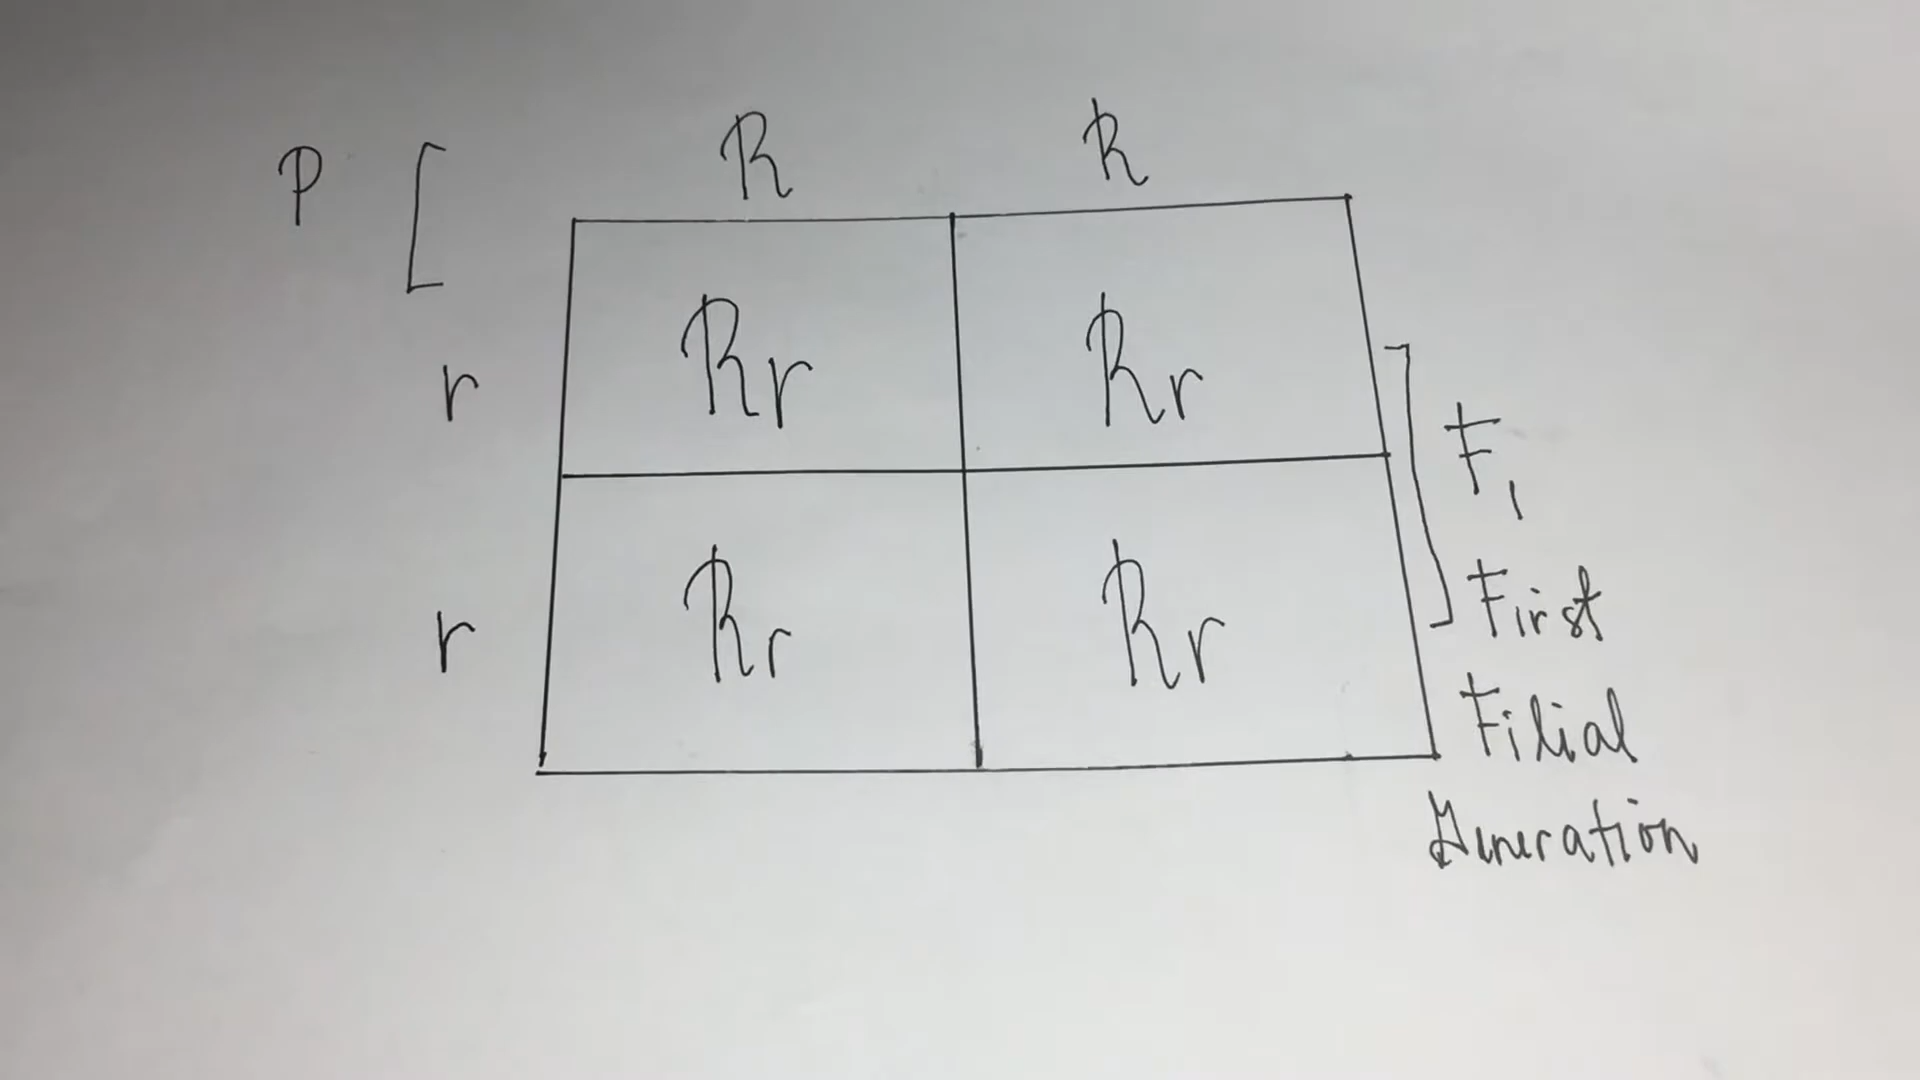 P [ R R
r Rr Rr
F1
r Rr Rr
First
Filial
Generation